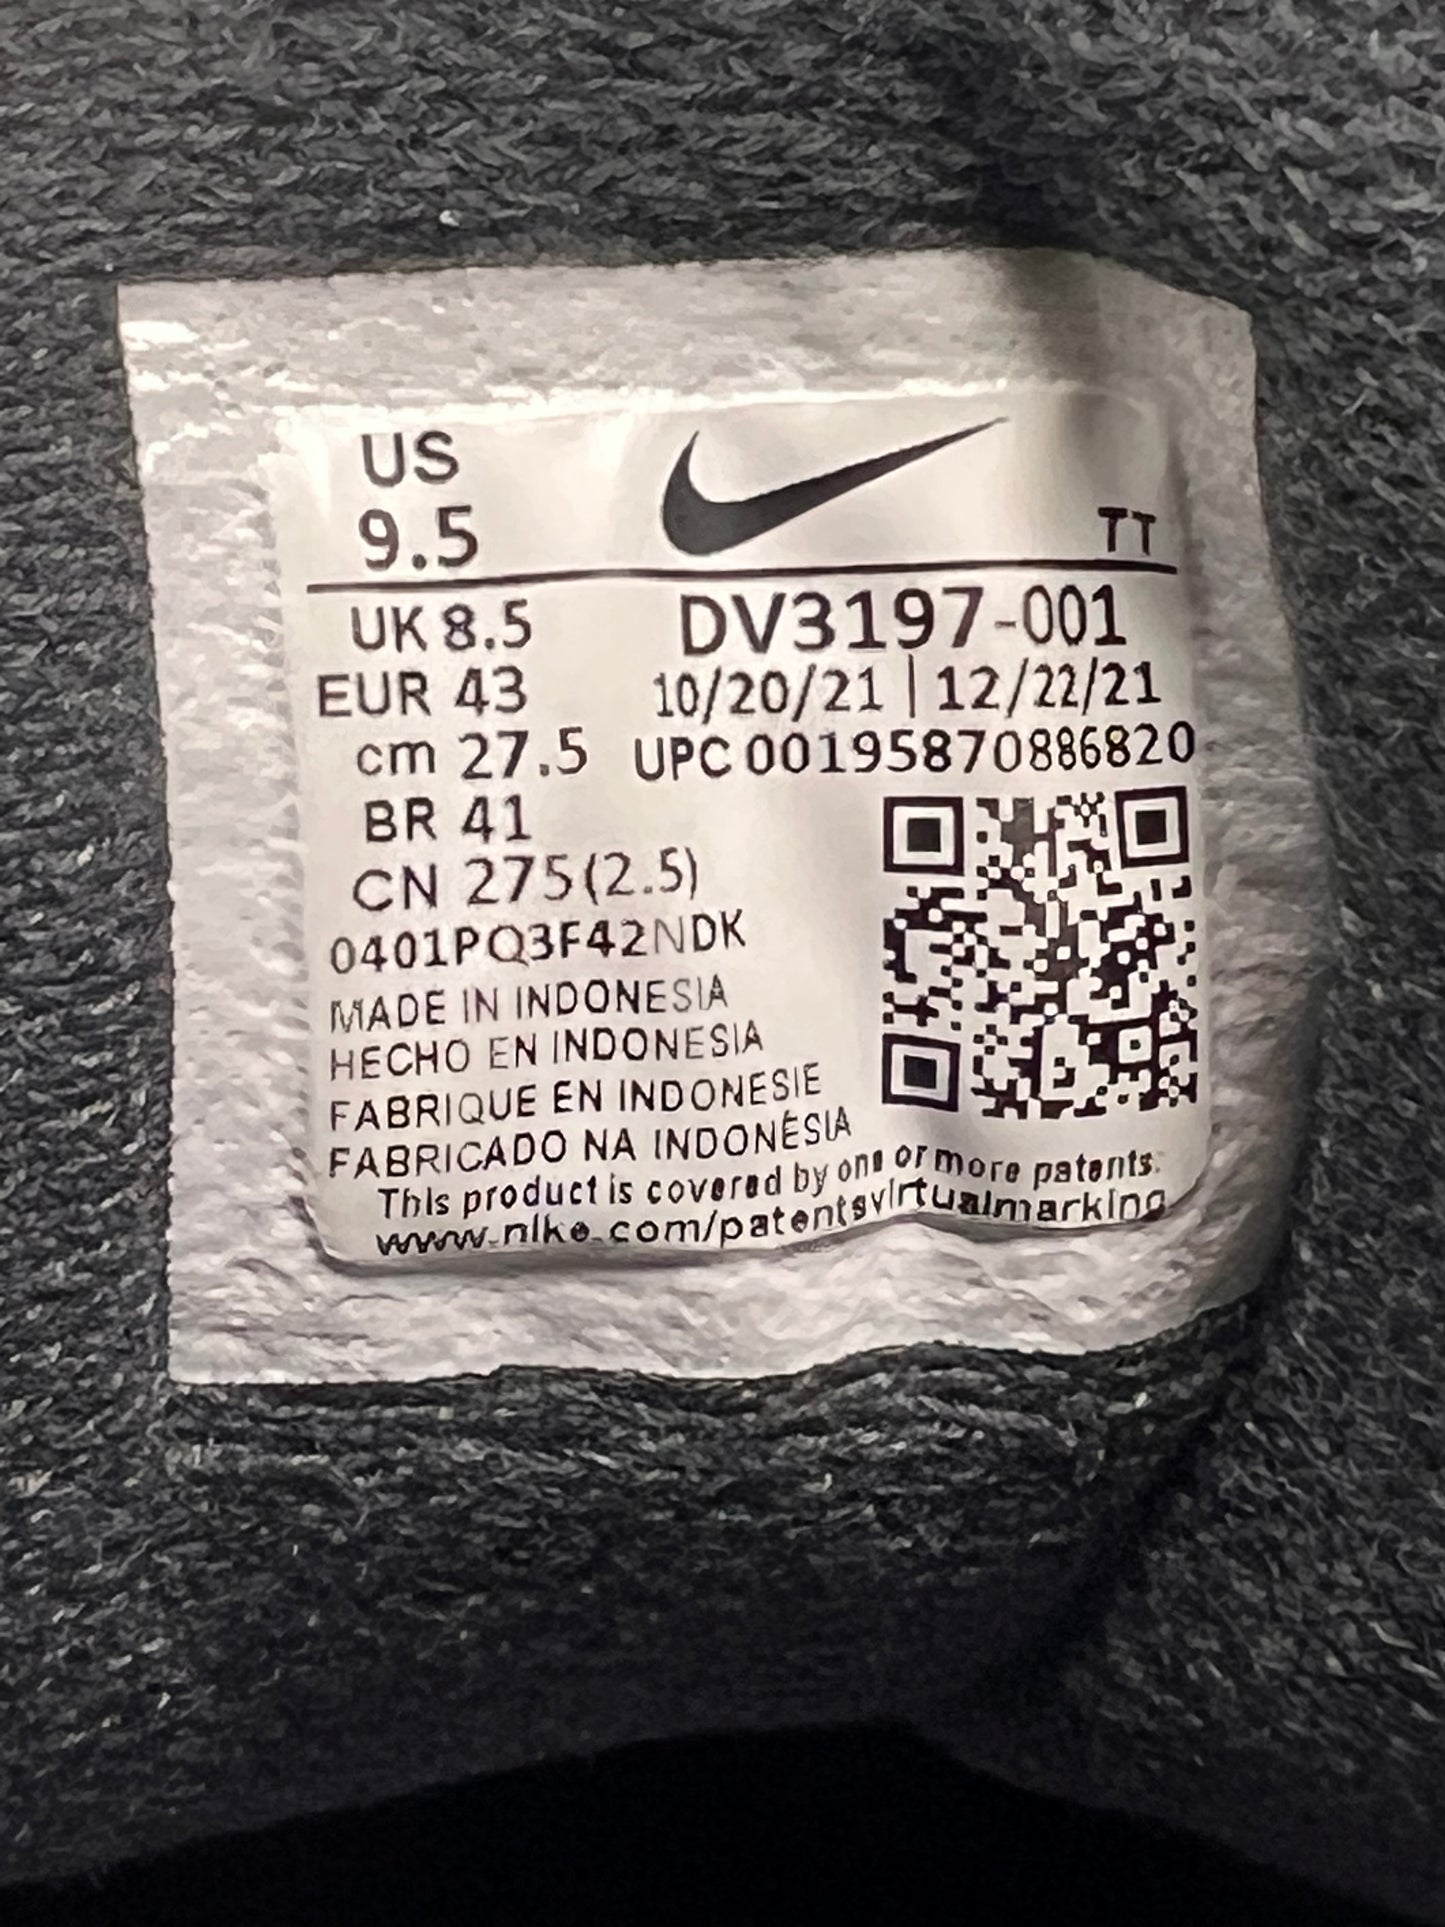 US
9.5
TT
UK 8.5
DV3197-001
EUR 43
10/20/21 | 12/22/21
cm 27.5
UPC 00195870886820
BR 41
CN 275(2.5)
0401PQ3F42NDK
MADE IN INDONESIA
HECHO EN INDONESIA
FABRIQUE EN INDONESIE
FABRICADO NA INDONÉSIA
This product is covered by one or more patents.
www.nike.com/patentsvirtualmarking